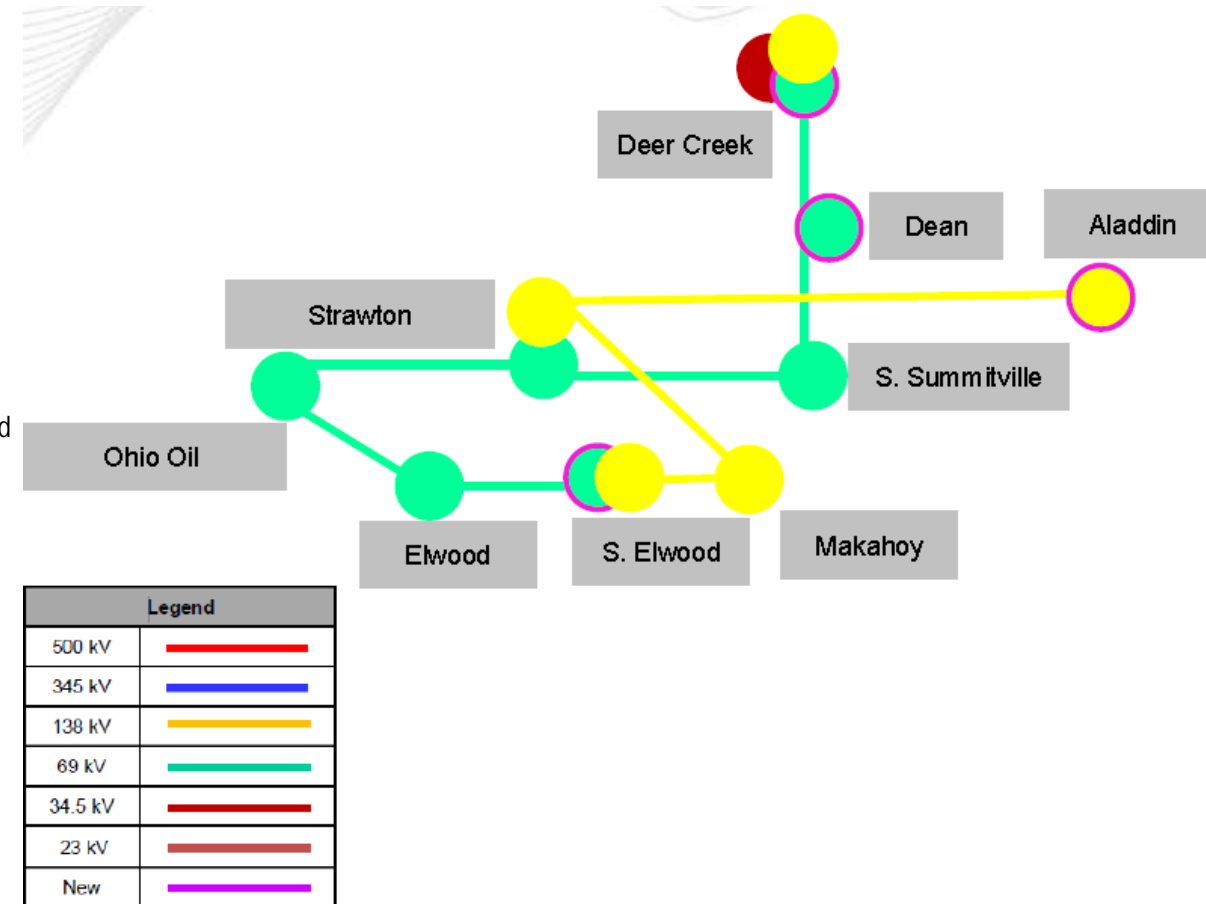 Deer Creek
Dean
Aladdin
Strawton
S. Summitville
d
Ohio Oil
Elwood
S. Elwood
Makahoy
Legend
500 kV
345 kV
138 kV
69 kV
34.5 kV
23 kV
New